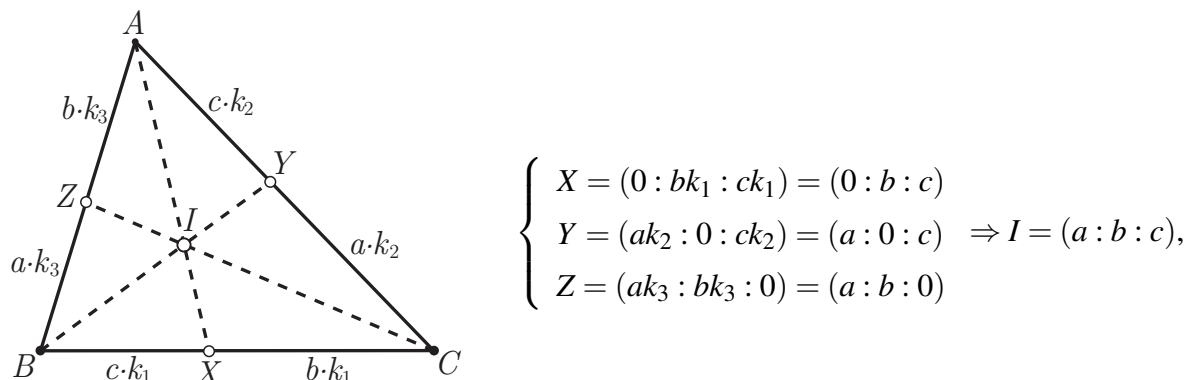 A
b·k₃
c·k₂
Z
Y
I
a·k₃
a·k₂
B
c·k₁
X
b·k₁
C
X = (0 : bk₁ : ck₁) = (0 : b : c)
Y = (ak₂ : 0 : ck₂) = (a : 0 : c) ⇒ I = (a : b : c),
Z = (ak₃ : bk₃ : 0) = (a : b : 0)